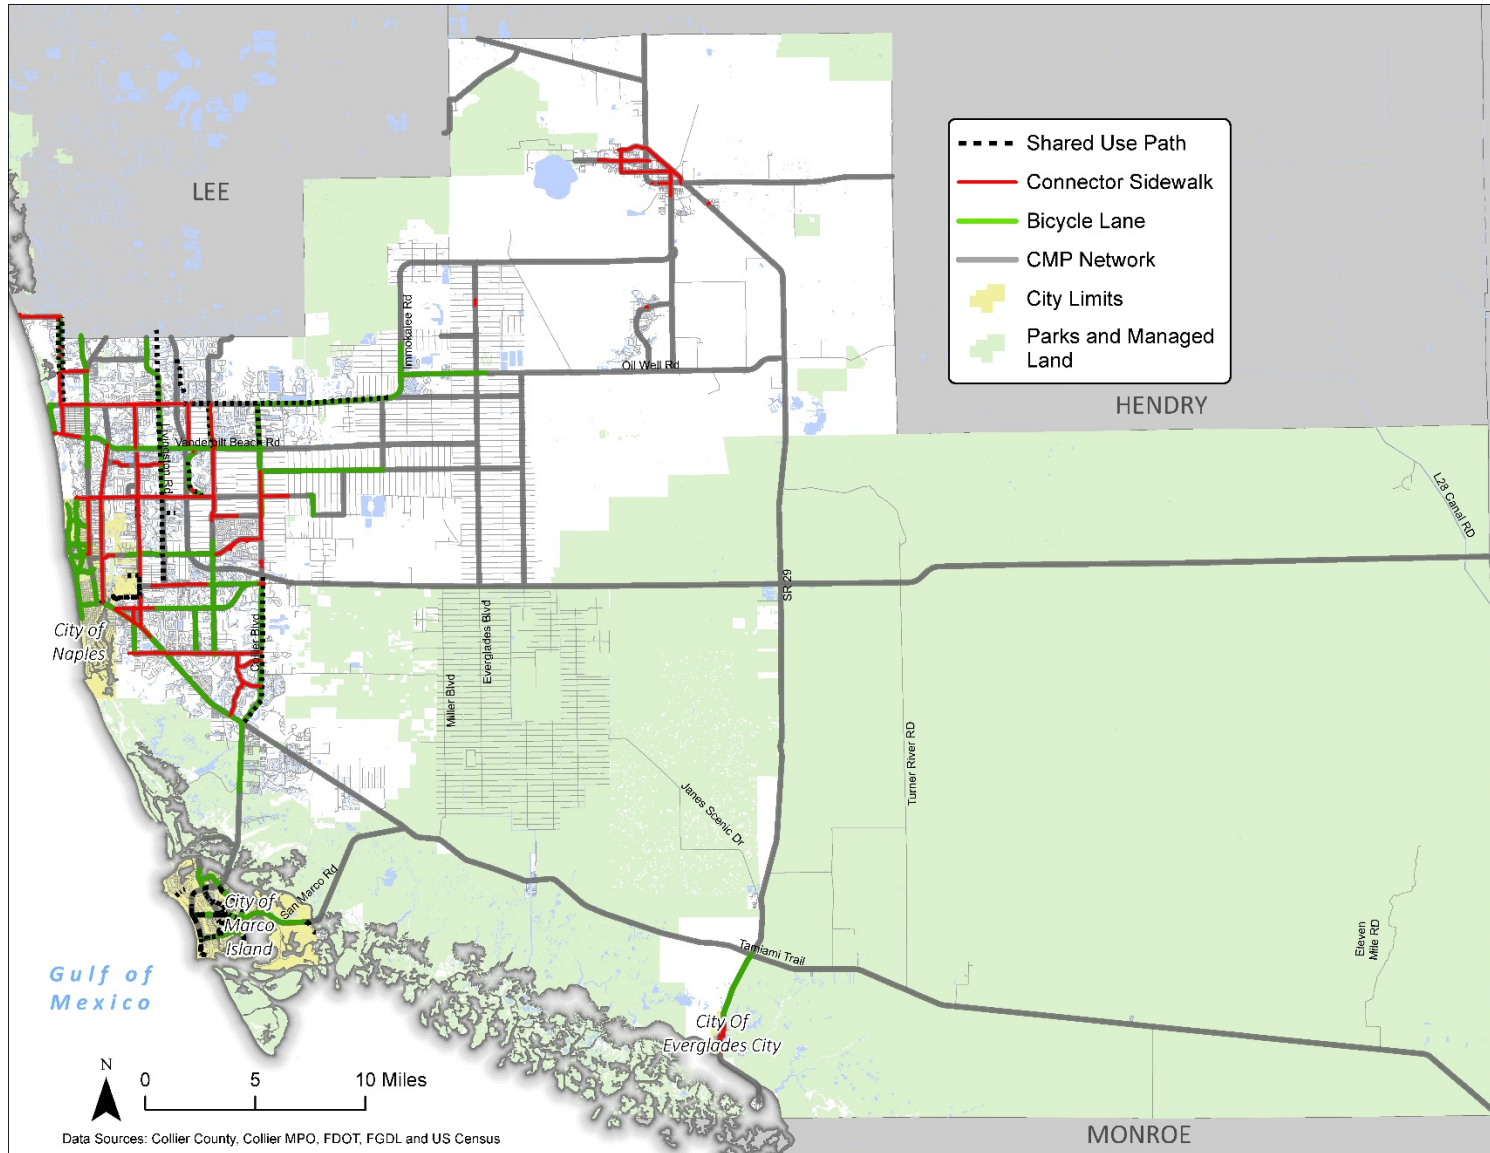 LEE
Shared Use Path
Connector Sidewalk
Bicycle Lane
CMP Network
City Limits
Parks and Managed
Land
HENDRY
Immokalee Rd
Oil Well Rd
Vanderbilt Beach Rd
Livingston Rd
L28 Canal RD
SR 29
City of
Naples
Collier Blvd
Everglades Blvd
Miller Blvd
Turner River RD
Janes Scenic Dr
San Marco Rd
City of
Marco
Island
Tamiami Trail
Eleven
Mile RD
Gulf of
Mexico
City Of
Everglades City
N
0 5 10 Miles
Data Sources: Collier County, Collier MPO, FDOT, FGDL and US Census
MONROE